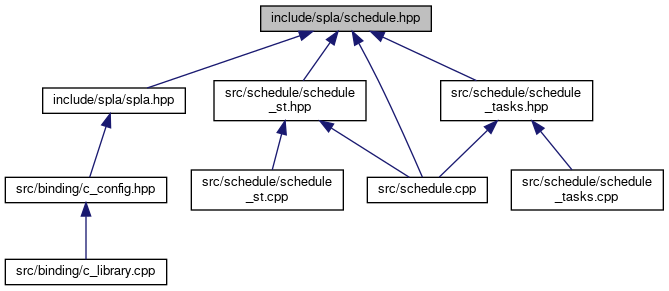 include/spla/schedule.hpp
include/spla/spla.hpp
src/schedule/schedule
_st.hpp
src/schedule/schedule
_tasks.hpp
src/binding/c_config.hpp
src/schedule/schedule
_st.cpp
src/schedule.cpp
src/schedule/schedule
_tasks.cpp
src/binding/c_library.cpp